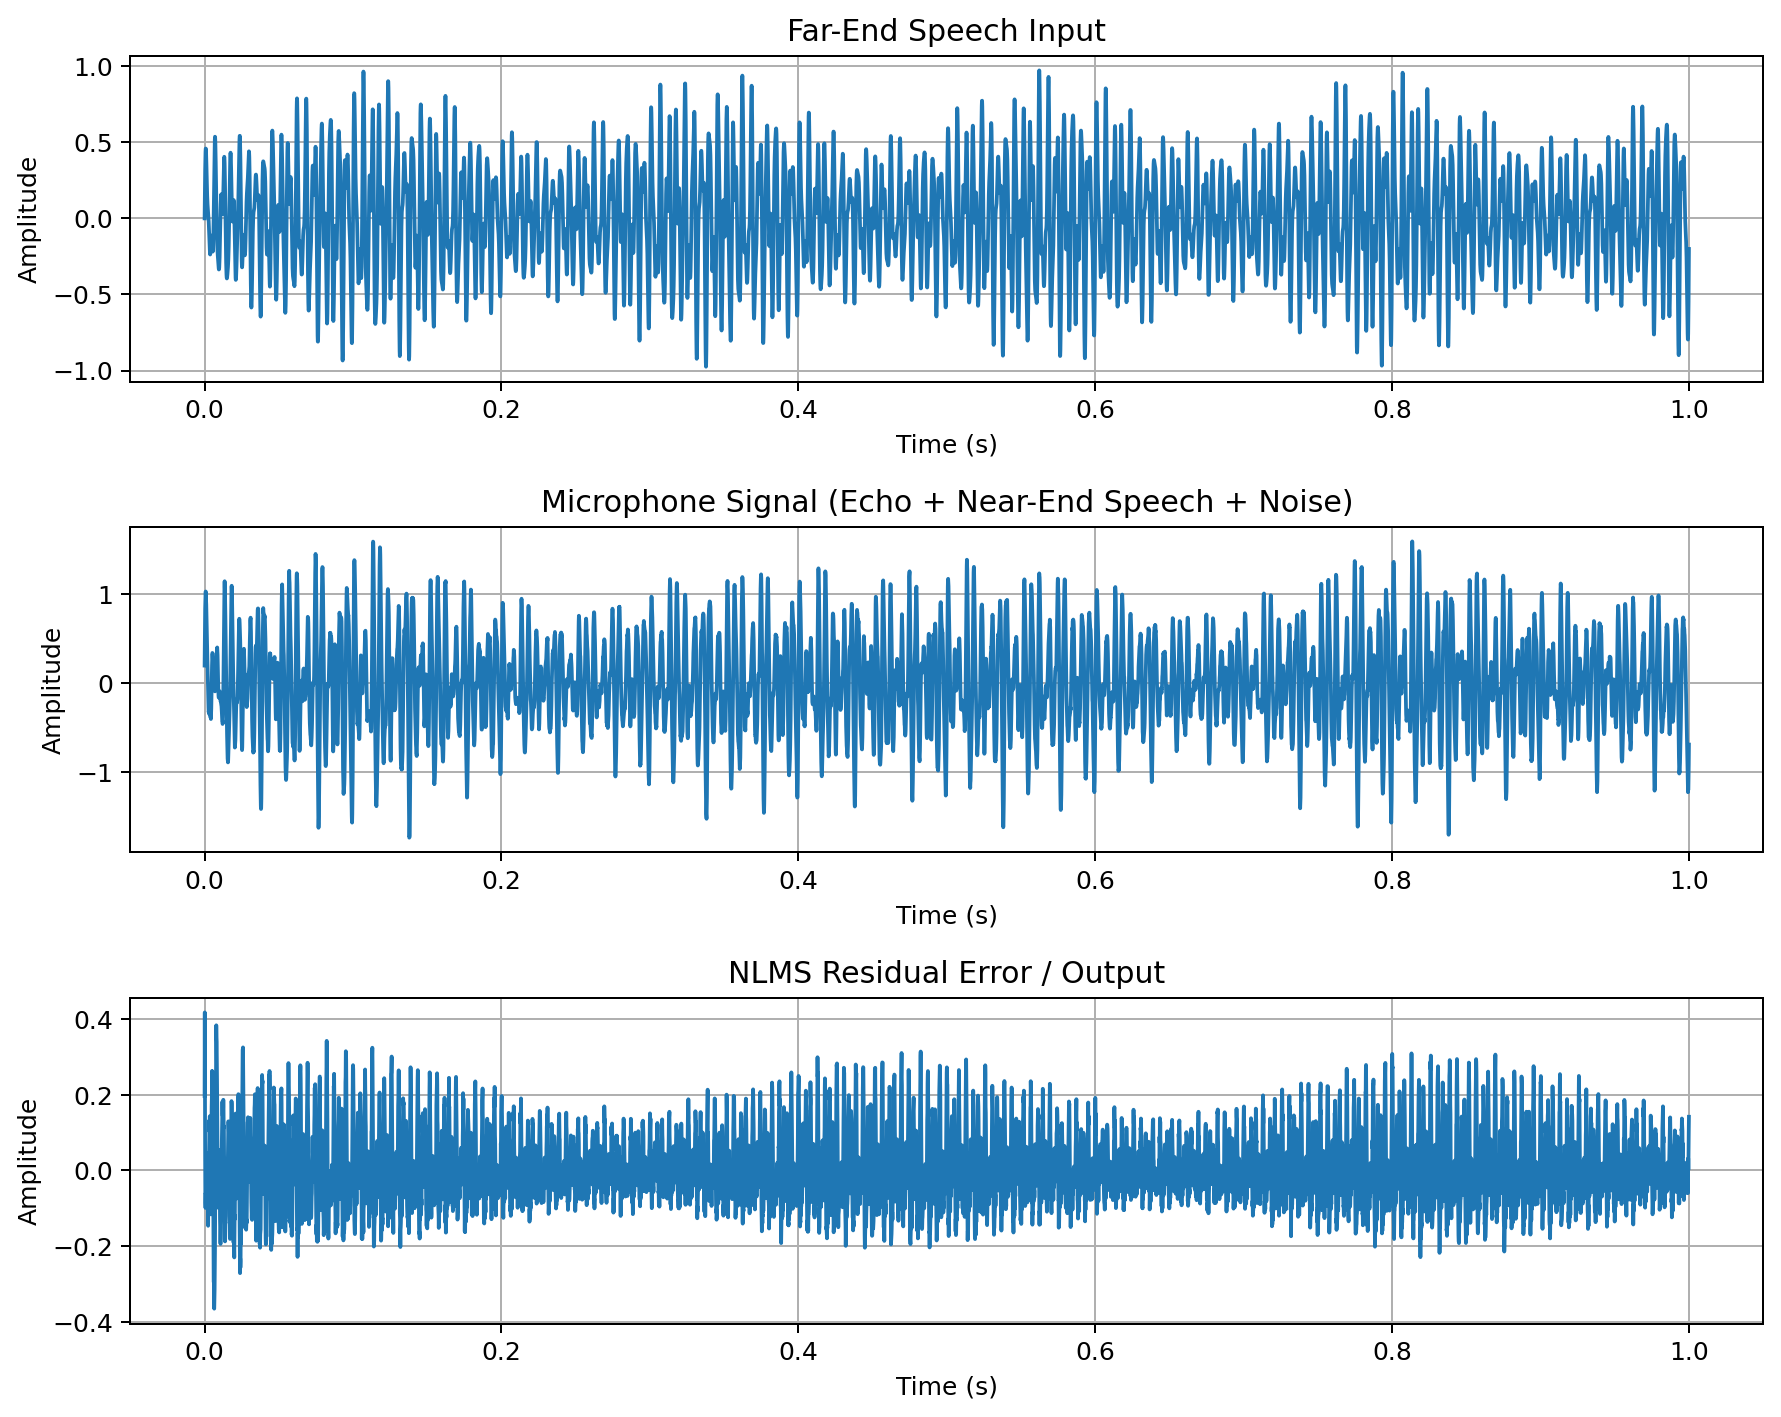 Far-End Speech Input
1.0
0.5
0.0
−0.5
−1.0
Amplitude
0.0 0.2 0.4 0.6 0.8 1.0
Time (s)
Microphone Signal (Echo + Near-End Speech + Noise)
1
0
−1
Amplitude
0.0 0.2 0.4 0.6 0.8 1.0
Time (s)
NLMS Residual Error / Output
0.4
0.2
0.0
−0.2
−0.4
Amplitude
0.0 0.2 0.4 0.6 0.8 1.0
Time (s)